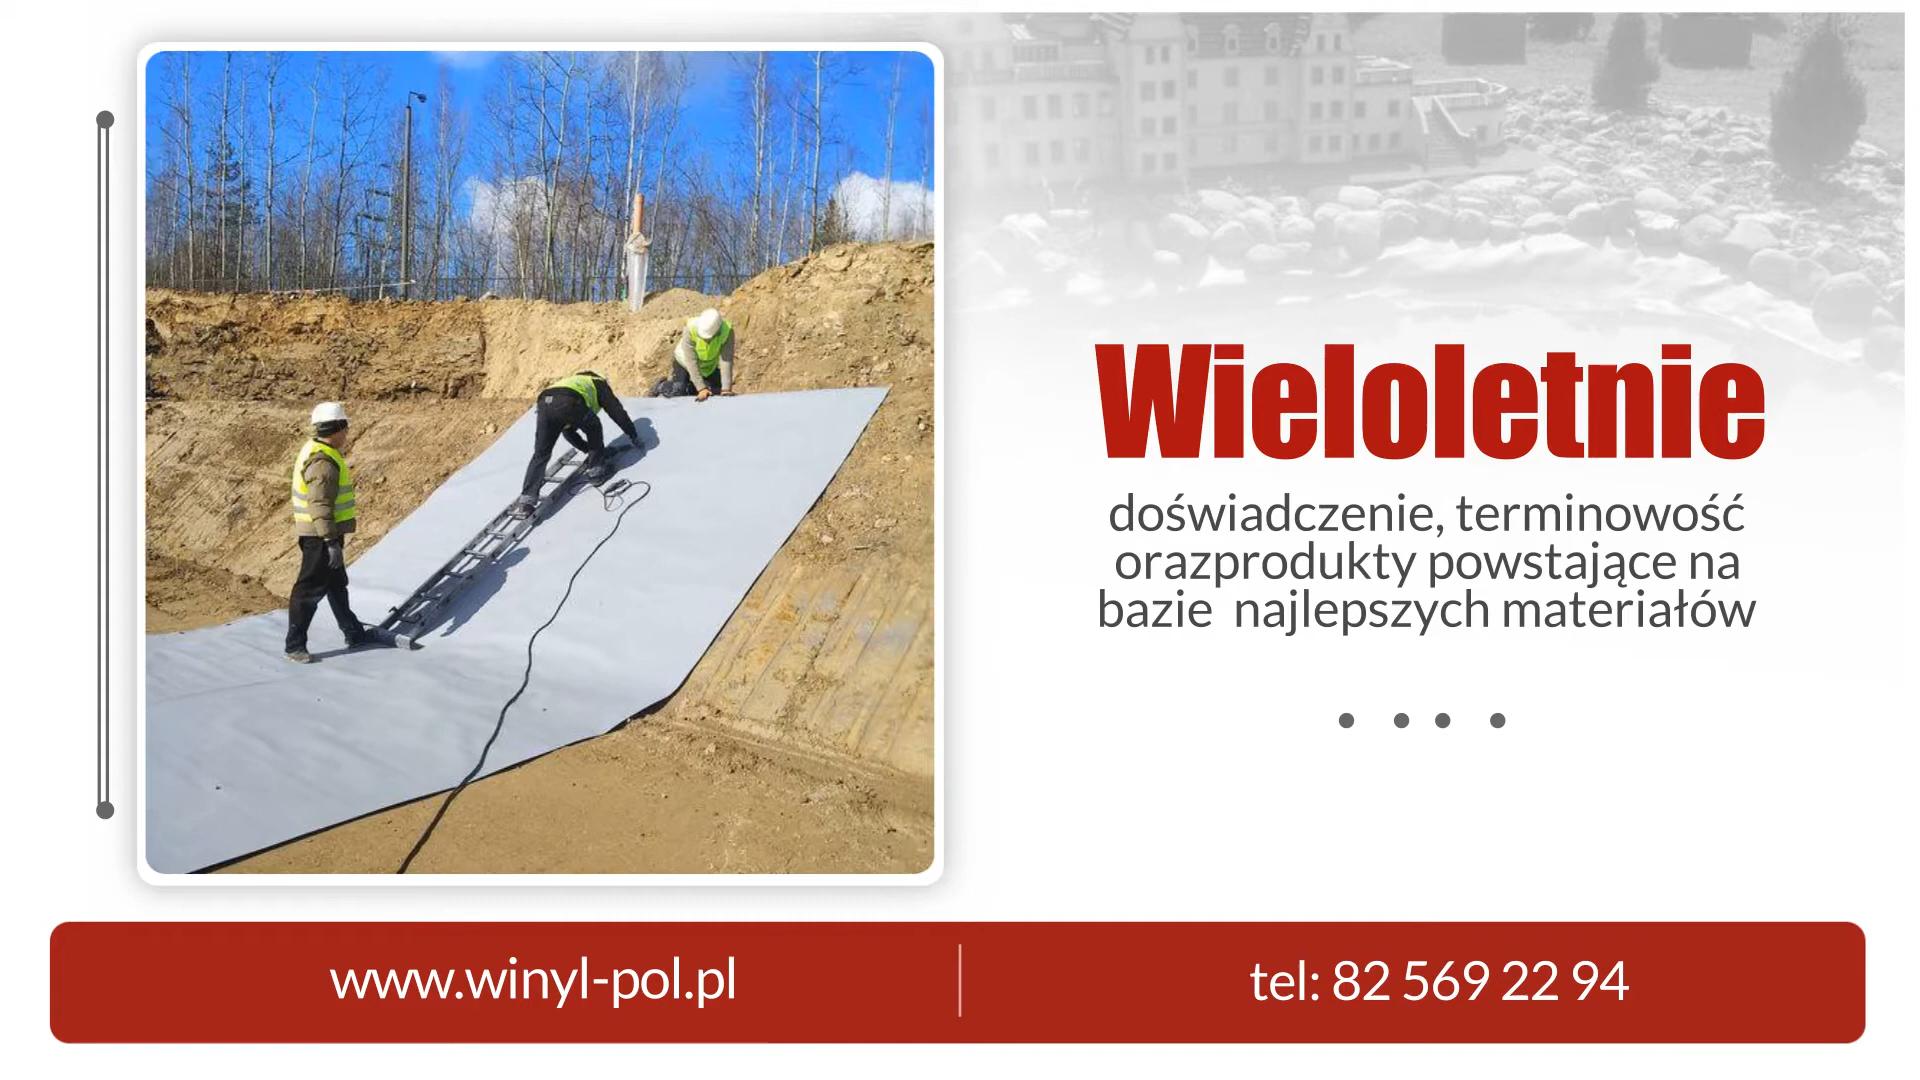 Wieloletnie
doświadczenie, terminowość
orazprodukty powstające na
bazie  najlepszych materiałów
www.winyl-pol.pl
tel: 82 569 22 94